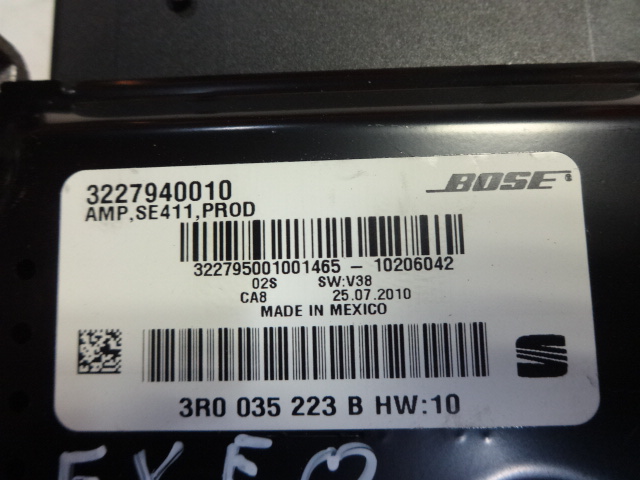 3227940010
BOSE®
AMP,SE411,PROD
322795001001465 - 10206042
02S SW:V38
CA8 25.07.2010
MADE IN MEXICO
3R0 035 223 B HW:10
EXEO